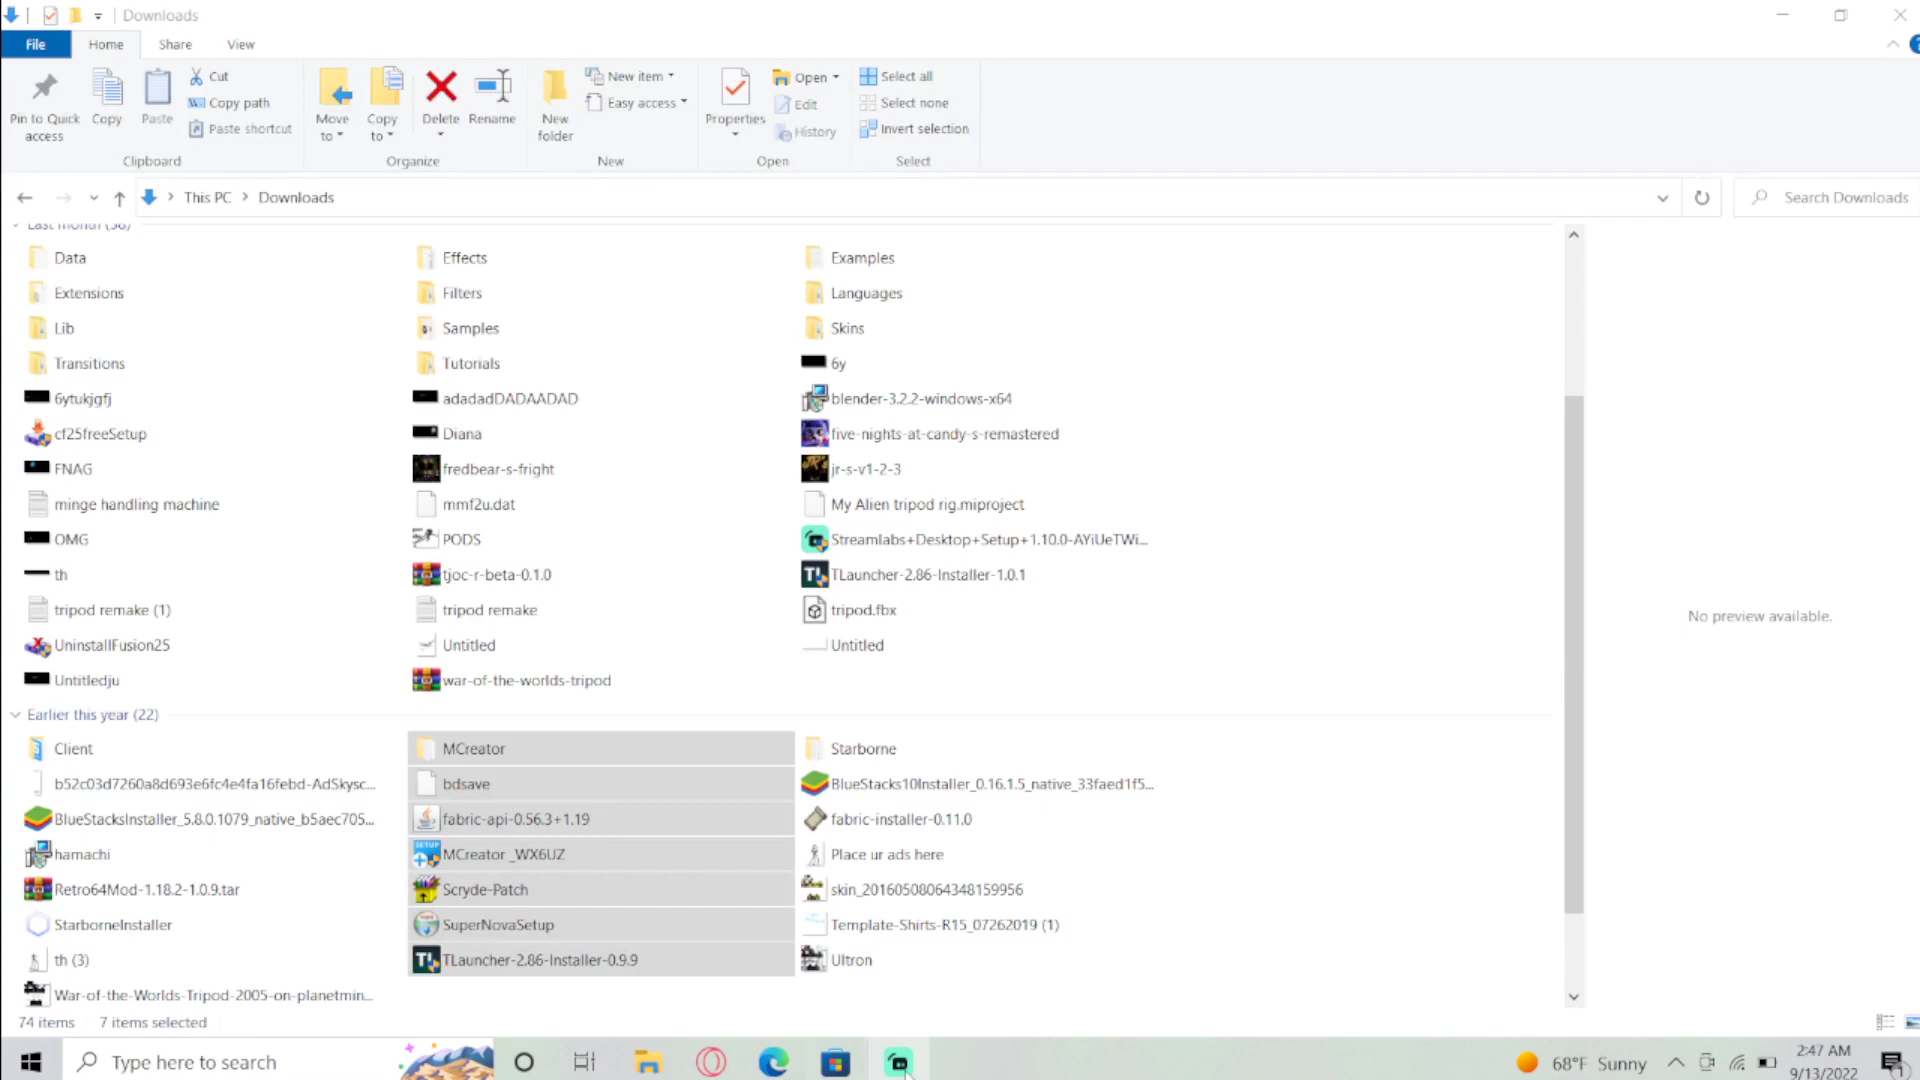 Downloads
File Home Share View
Pin to Quick access
Copy
Paste
Cut
Copy path
Paste shortcut
Clipboard
Move to
Copy to
Delete
Rename
Organize
New folder
New item
Easy access
New
Properties
Open
Edit
History
Open
Select all
Select none
Invert selection
Select
This PC > Downloads
Search Downloads
Last month (36)
Data Effects Examples
Extensions Filters Languages
Lib Samples Skins
Transitions Tutorials 6y
6ytukjgfj adadadDADAADAD blender-3.2.2-windows-x64
cf25freeSetup Diana five-nights-at-candy-s-remastered
FNAG fredbear-s-fright jr-s-v1-2-3
minge handling machine mmf2u.dat My Alien tripod rig.miproject
OMG PODS Streamlabs+Desktop+Setup+1.10.0-AYiUeTWi...
th tjoc-r-beta-0.1.0 TLauncher-2.86-Installer-1.0.1
tripod remake (1) tripod remake tripod.fbx
UninstallFusion25 Untitled Untitled
Untitledju war-of-the-worlds-tripod
No preview available.
Earlier this year (22)
Client MCreator Starborne
b52c03d7260a8d693e6fc4e4fa16febd-AdSkysc... bdsave BlueStacks10Installer_0.16.1.5_native_33faed1f5...
BlueStacksInstaller_5.8.0.1079_native_b5aec705... fabric-api-0.56.3+1.19 fabric-installer-0.11.0
hamachi MCreator _WX6UZ Place ur ads here
Retro64Mod-1.18.2-1.0.9.tar Scryde-Patch skin_20160508064348159956
StarborneInstaller SuperNovaSetup Template-Shirts-R15_07262019 (1)
th (3) TLauncher-2.86-Installer-0.9.9 Ultron
War-of-the-Worlds-Tripod-2005-on-planetmin...
74 items 7 items selected
Type here to search
68°F Sunny
2:47 AM
9/13/2022